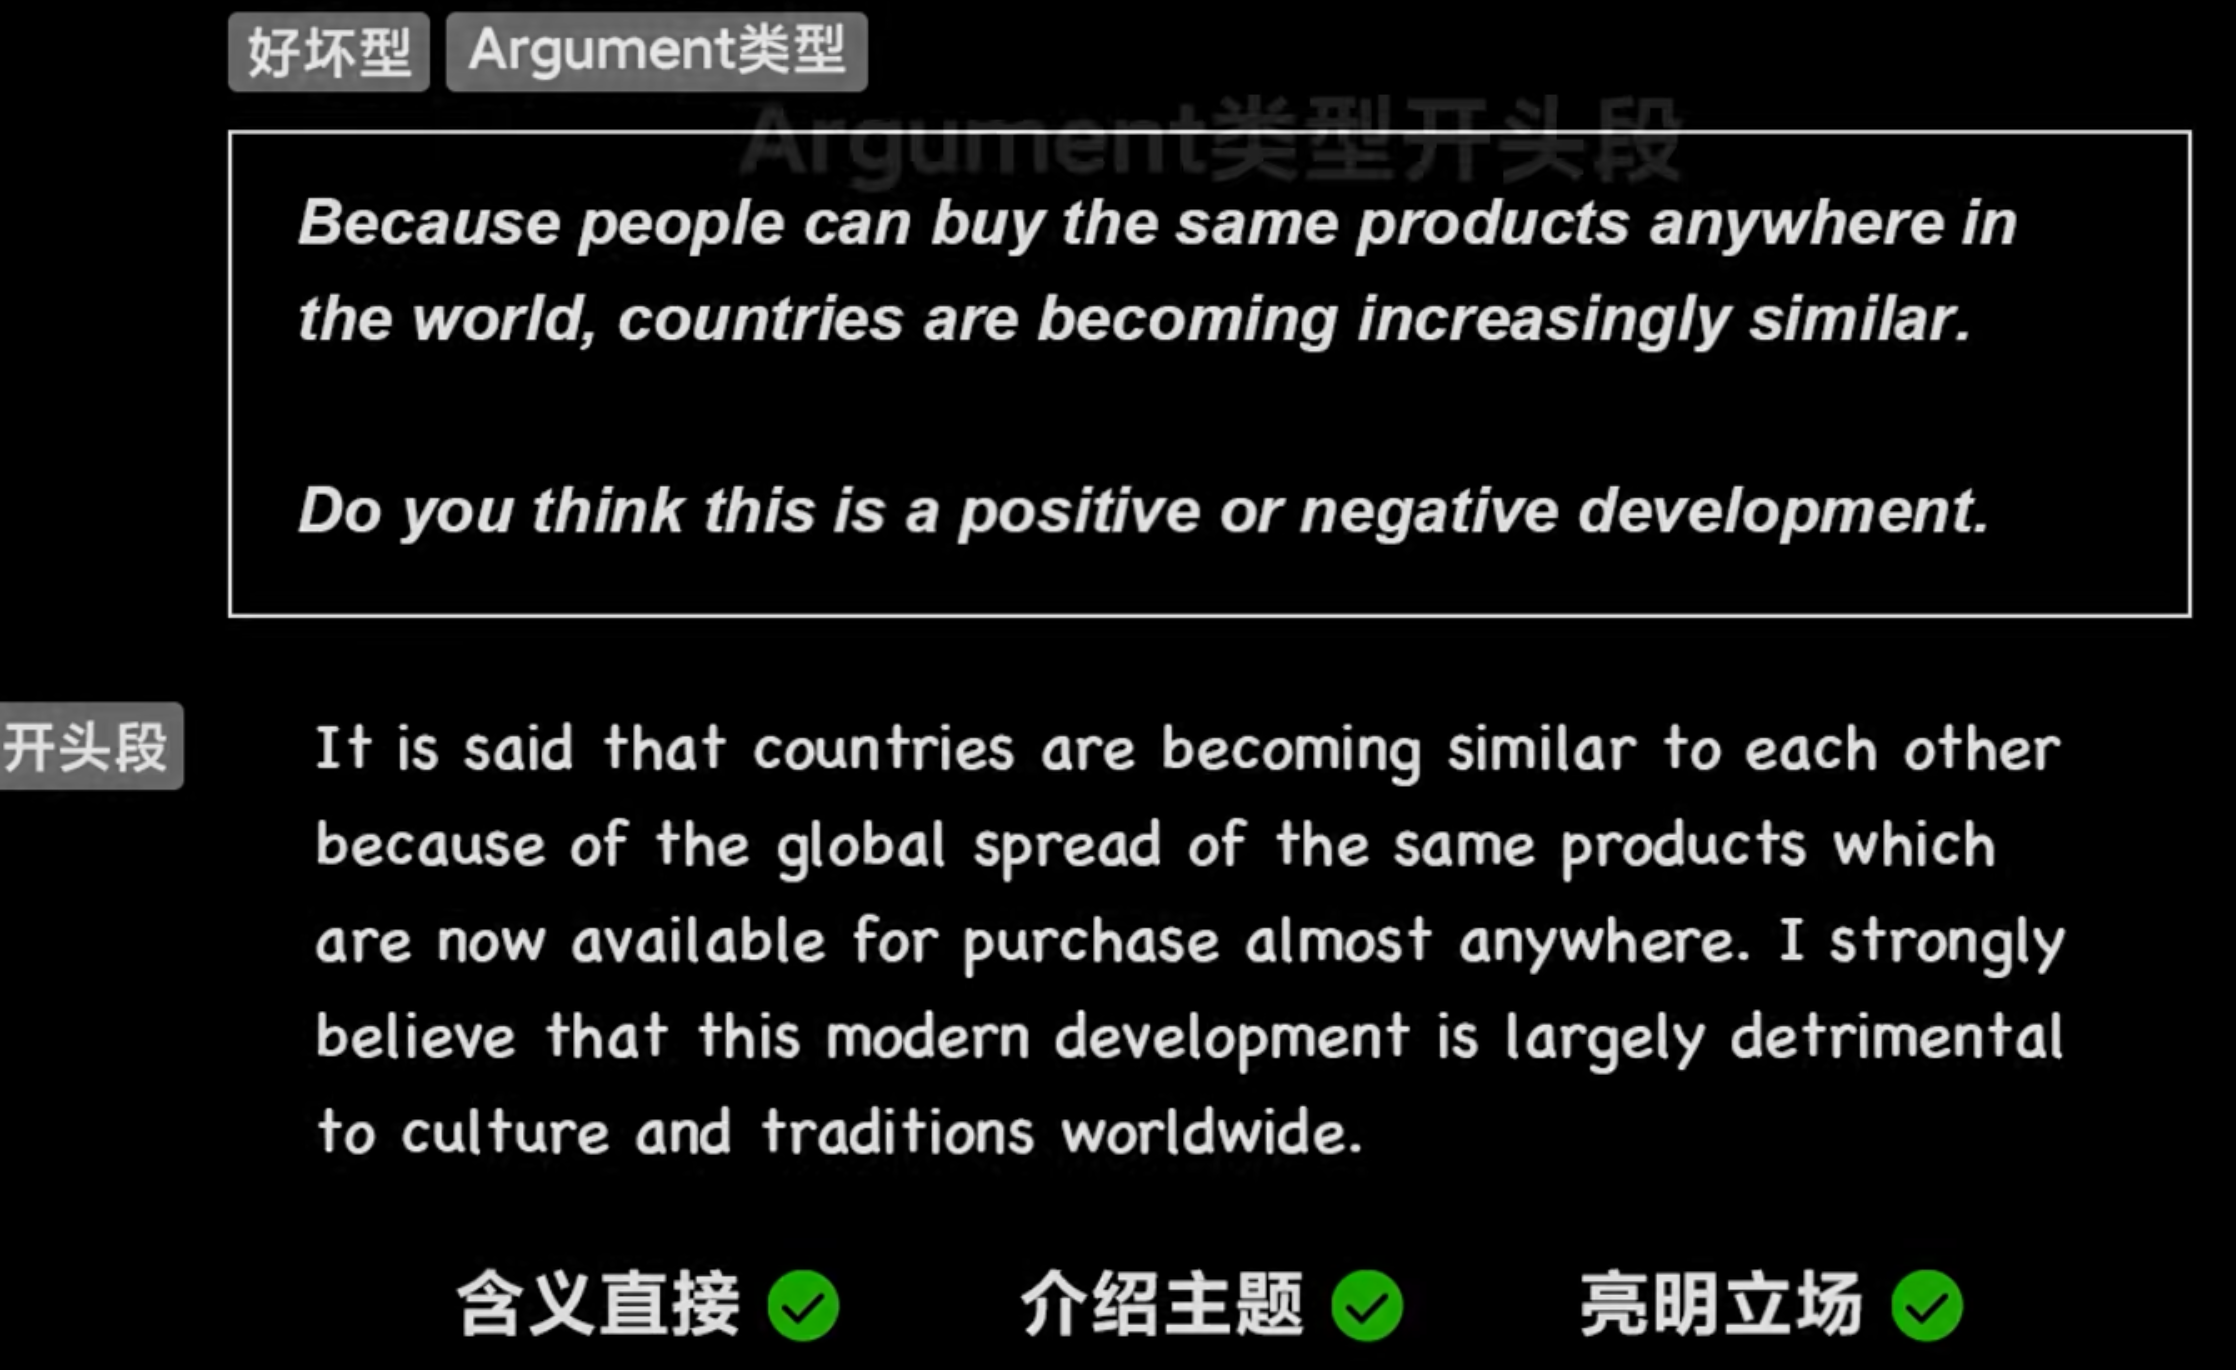 好坏型 Argument类型
Argument类型开头段
Because people can buy the same products anywhere in
the world, countries are becoming increasingly similar.
Do you think this is a positive or negative development.
开头段
It is said that countries are becoming similar to each other
because of the global spread of the same products which
are now available for purchase almost anywhere. I strongly
believe that this modern development is largely detrimental
to culture and traditions worldwide.
含义直接 介绍主题 亮明立场